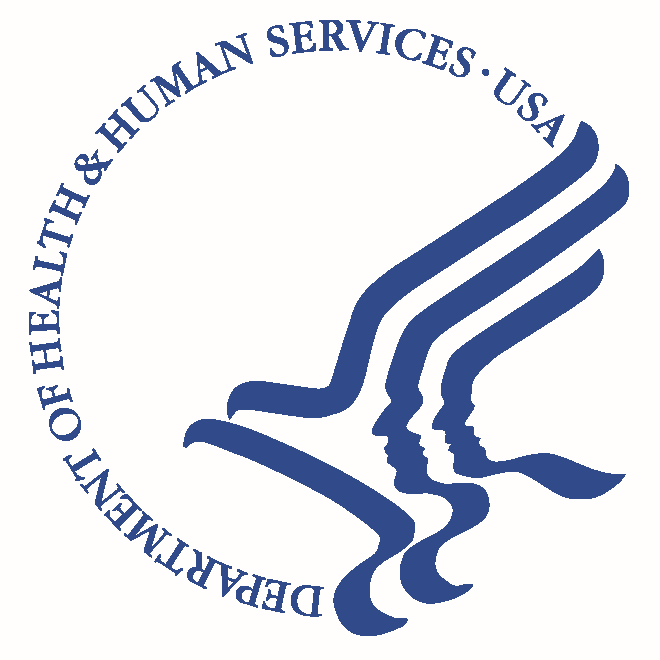 DEPARTMENT OF HEALTH & HUMAN SERVICES · USA